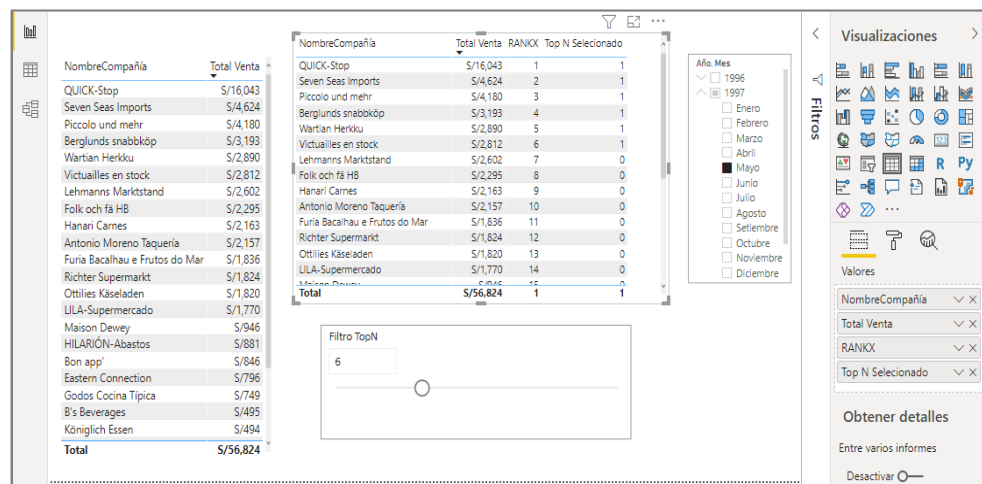 NombreCompañía Total Venta
QUICK-Stop S/16,043
Seven Seas Imports S/4,624
Piccolo und mehr S/4,180
Berglunds snabbköp S/3,193
Wartian Herkku S/2,890
Victuailles en stock S/2,812
Lehmanns Marktstand S/2,602
Folk och fä HB S/2,295
Hanari Carnes S/2,163
Antonio Moreno Taquería S/2,157
Furia Bacalhau e Frutos do Mar S/1,836
Richter Supermarkt S/1,824
Ottilies Käseladen S/1,820
LILA-Supermercado S/1,770
Maison Dewey S/946
HILARIÓN-Abastos S/881
Bon app' S/846
Eastern Connection S/796
Godos Cocina Típica S/749
B's Beverages S/495
Königlich Essen S/494
Total S/56,824
NombreCompañía Total Venta RANKX Top N Selecionado
QUICK-Stop S/16,043 1 1
Seven Seas Imports S/4,624 2 1
Piccolo und mehr S/4,180 3 1
Berglunds snabbköp S/3,193 4 1
Wartian Herkku S/2,890 5 1
Victuailles en stock S/2,812 6 1
Lehmanns Marktstand S/2,602 7 0
Folk och fä HB S/2,295 8 0
Hanari Carnes S/2,163 9 0
Antonio Moreno Taquería S/2,157 10 0
Furia Bacalhau e Frutos do Mar S/1,836 11 0
Richter Supermarkt S/1,824 12 0
Ottilies Käseladen S/1,820 13 0
LILA-Supermercado S/1,770 14 0
Maison Dewey S/946 15 0
Total S/56,824 1 1
Filtro TopN
6
Año. Mes
1996
1997
Enero
Febrero
Marzo
Abril
Mayo
Junio
Julio
Agosto
Setiembre
Octubre
Noviembre
Diciembre
Filtros
Visualizaciones
R Py
Valores
NombreCompañía
Total Venta
RANKX
Top N Selecionado
Obtener detalles
Entre varios informes
Desactivar